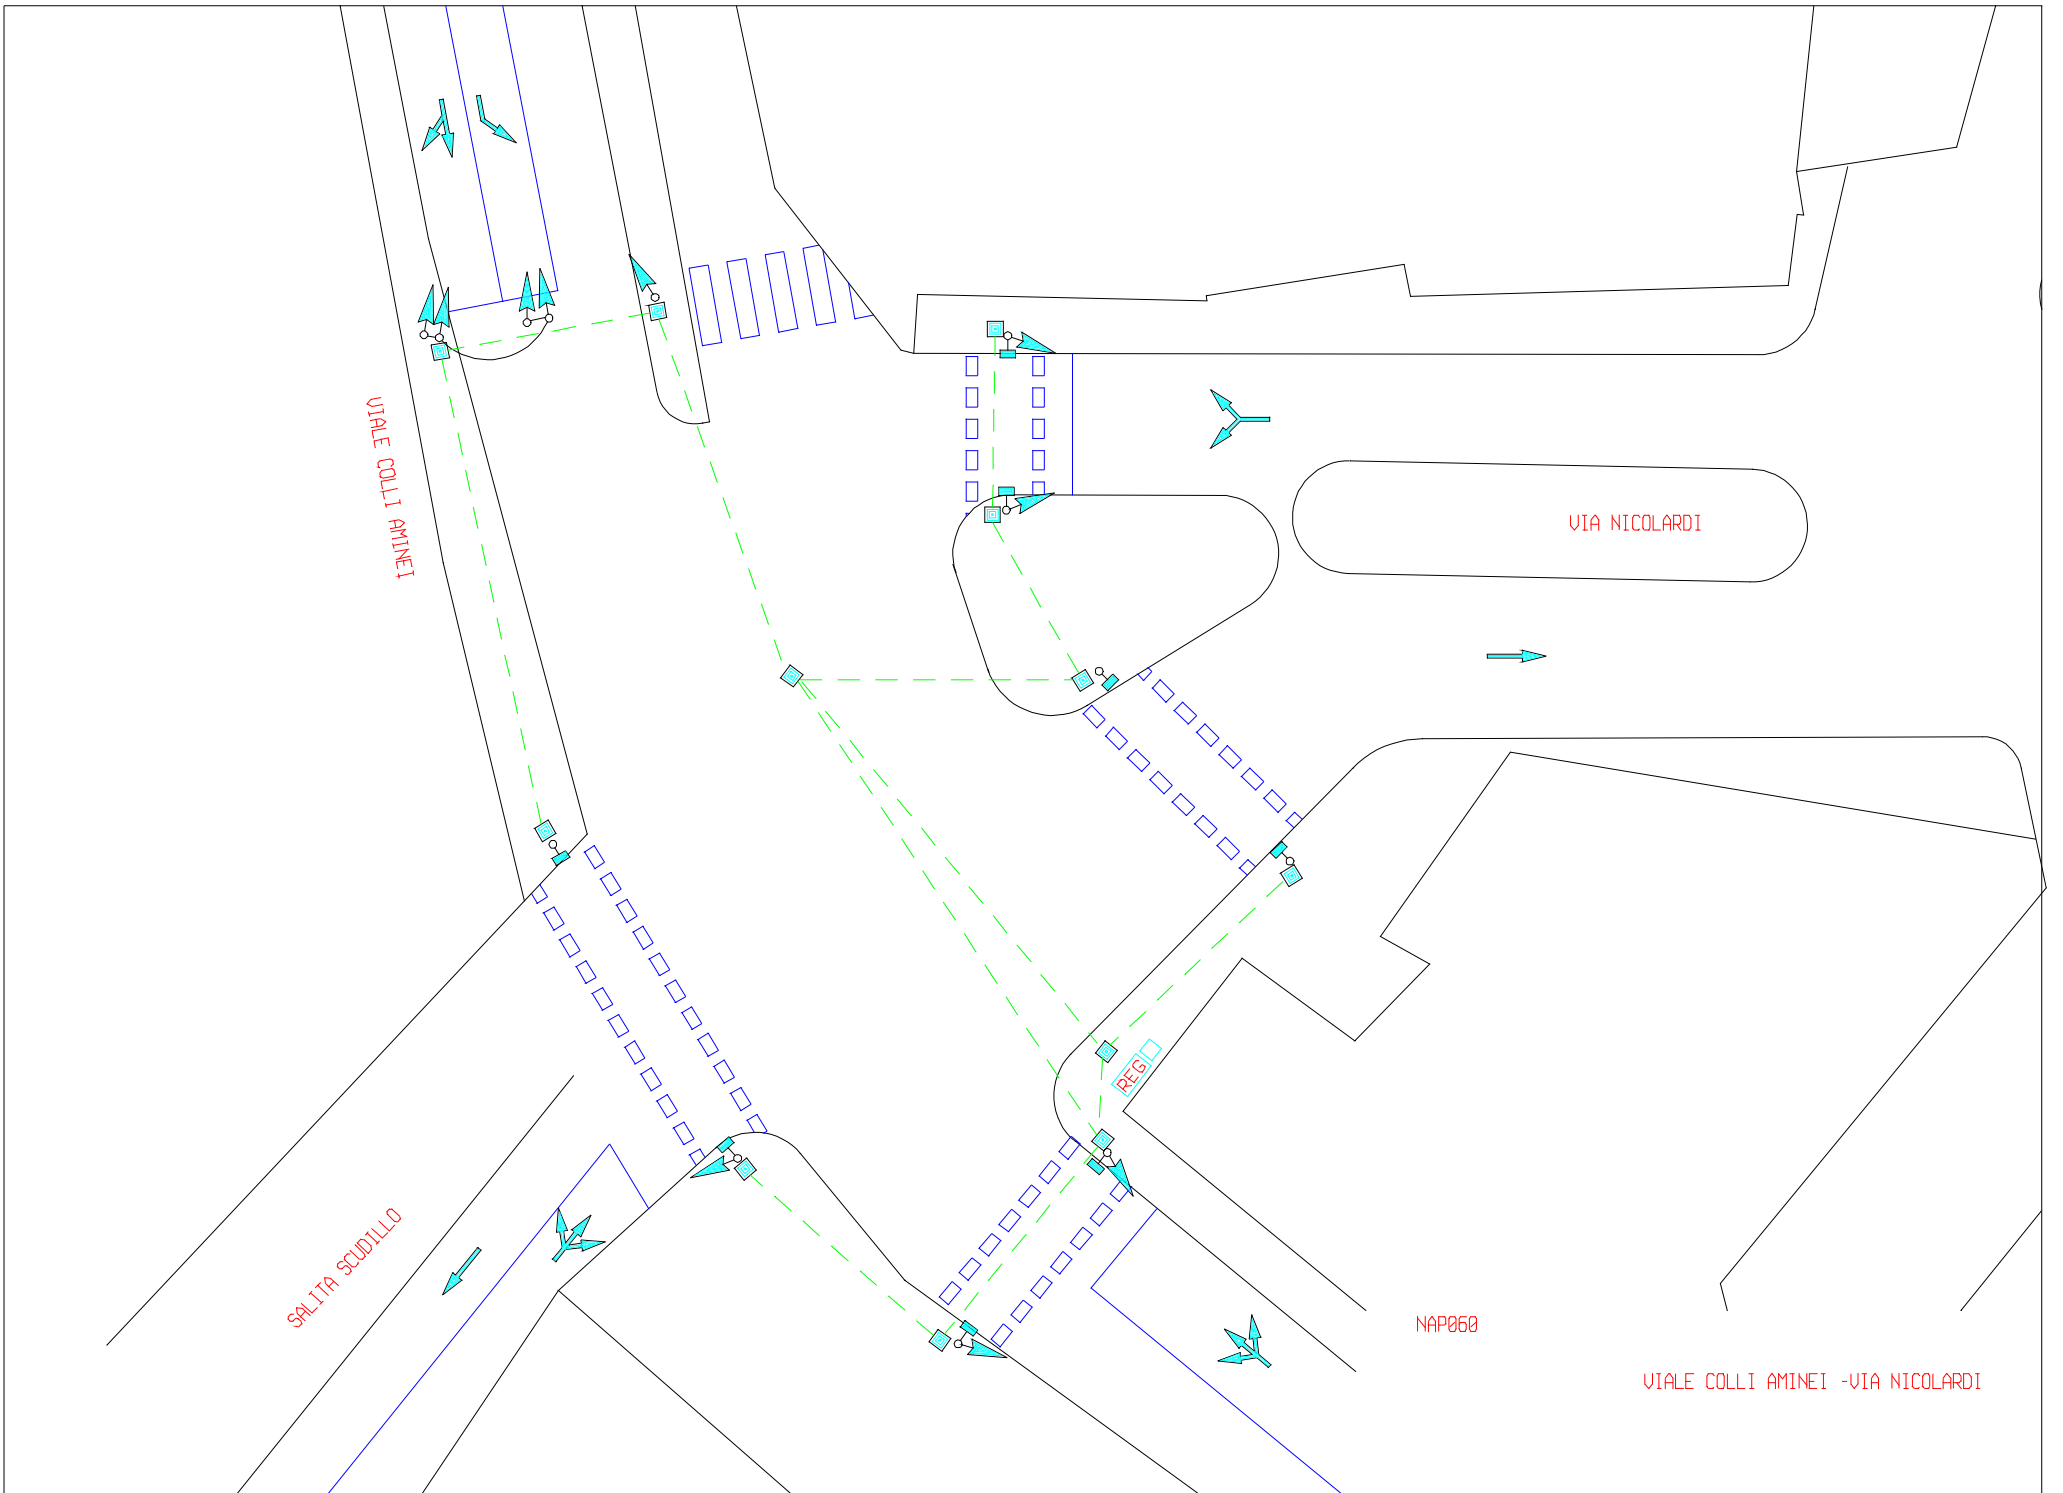 VIALE COLLI AMINEI
VIA NICOLARDI
REG
SALITA SCUDILLO
NAP060
VIALE COLLI AMINEI -VIA NICOLARDI